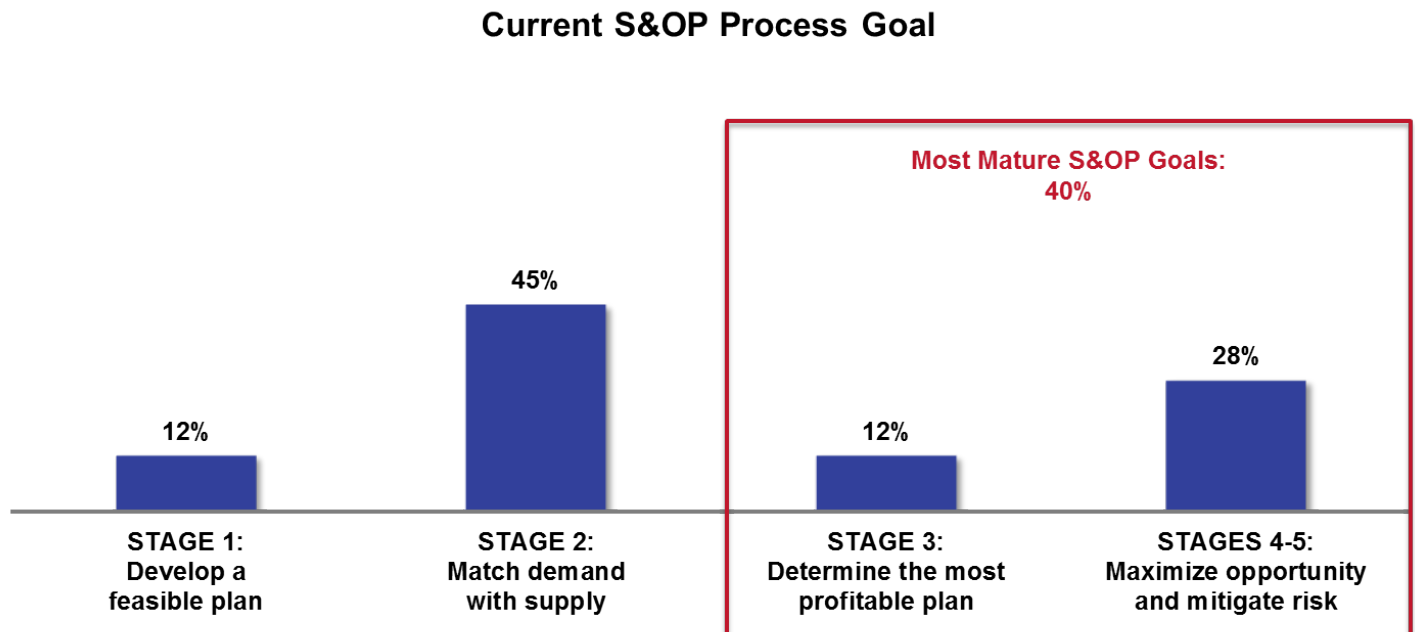 Current S&OP Process Goal
Most Mature S&OP Goals:
40%
45%
28%
12%
12%
STAGE 1:
Develop a
feasible plan
STAGE 2:
Match demand
with supply
STAGE 3:
Determine the most
profitable plan
STAGES 4-5:
Maximize opportunity
and mitigate risk